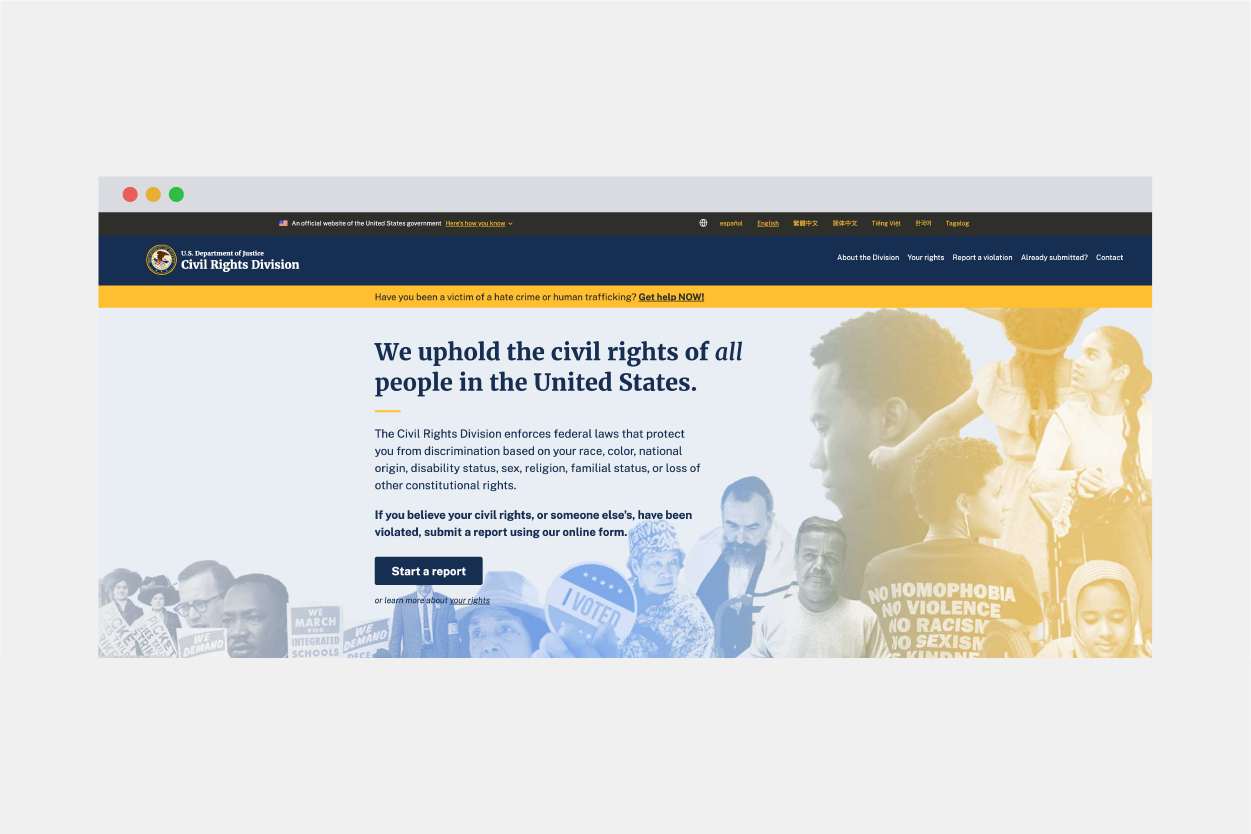 An official website of the United States government Here's how you know
español English 繁體中文 简体中文 Tiếng Việt 한국어 Tagalog
U.S. Department of Justice
Civil Rights Division
About the Division Your rights Report a violation Already submitted? Contact
Have you been a victim of a hate crime or human trafficking? Get help NOW!
We uphold the civil rights of all
people in the United States.
The Civil Rights Division enforces federal laws that protect
you from discrimination based on your race, color, national
origin, disability status, sex, religion, familial status, or loss of
other constitutional rights.
If you believe your civil rights, or someone else's, have been
violated, submit a report using our online form.
Start a report
or learn more about your rights
WE
DEMAND
WE
MARCH
FOR
INTEGRATED
SCHOOLS
WE
DEMAND
I VOTED
NO HOMOPHOBIA
NO VIOLENCE
NO RACISM
NO SEXISM